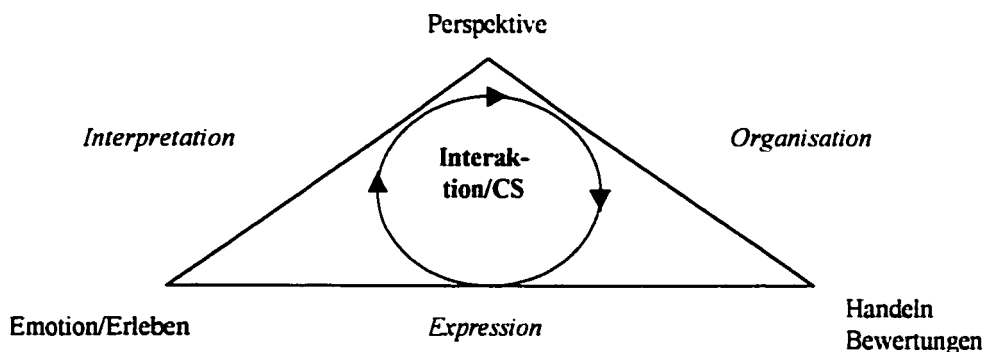 Perspektive
Interpretation
Organisation
Interak-
tion/CS
Emotion/Erleben
Expression
Handeln
Bewertungen